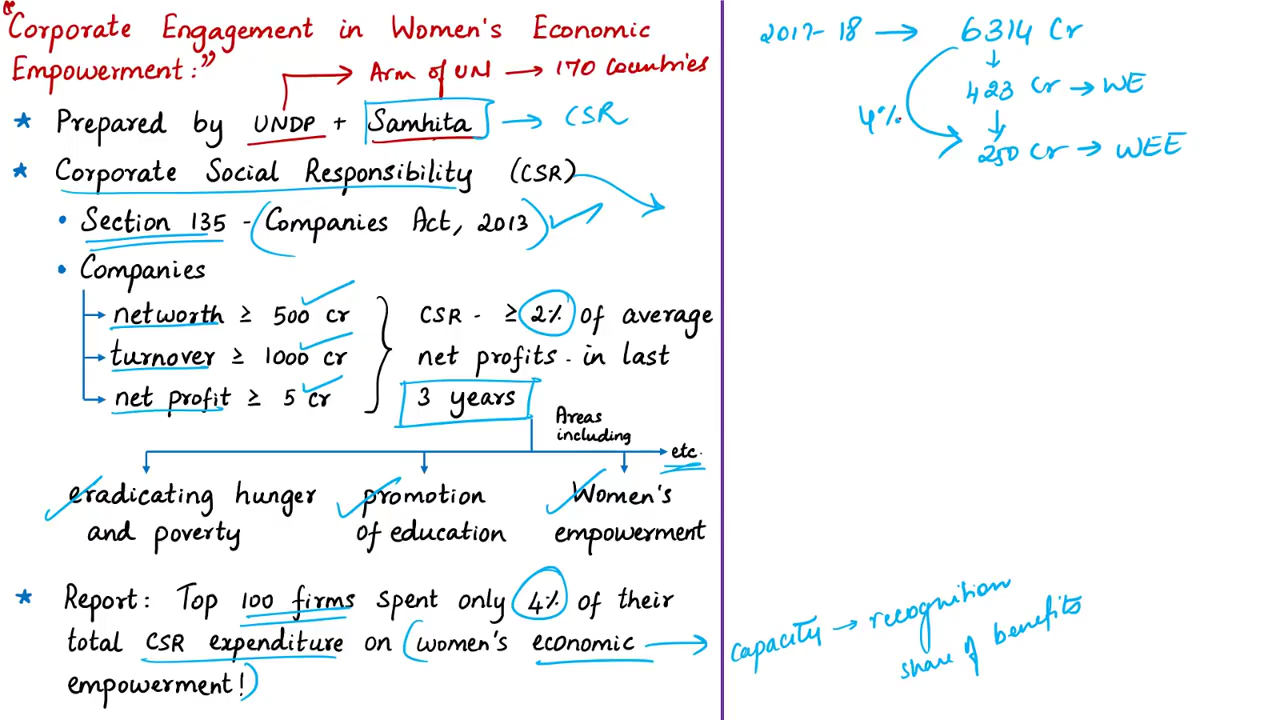 "Corporate Engagement in Women's Economic
Empowerment:"
Arm of UN → 170 countries
* Prepared by UNDP + Samhita → CSR
* Corporate Social Responsibility (CSR)
• Section 135 - (Companies Act, 2013)
• Companies
networth ≥ 500 cr
turnover ≥ 1000 cr
net profit ≥ 5 cr
CSR - ≥ 2% of average
net profits - in last
3 years
Areas
including
etc.
eradicating hunger
and poverty
promotion
of education
Women's
empowerment
* Report: Top 100 firms spent only 4% of their
total CSR expenditure on (women's economic →
empowerment!)
2017-18 → 6314 Cr
423 Cr → WE
4%
250 Cr → WEE
capacity → recognition
share of benefits